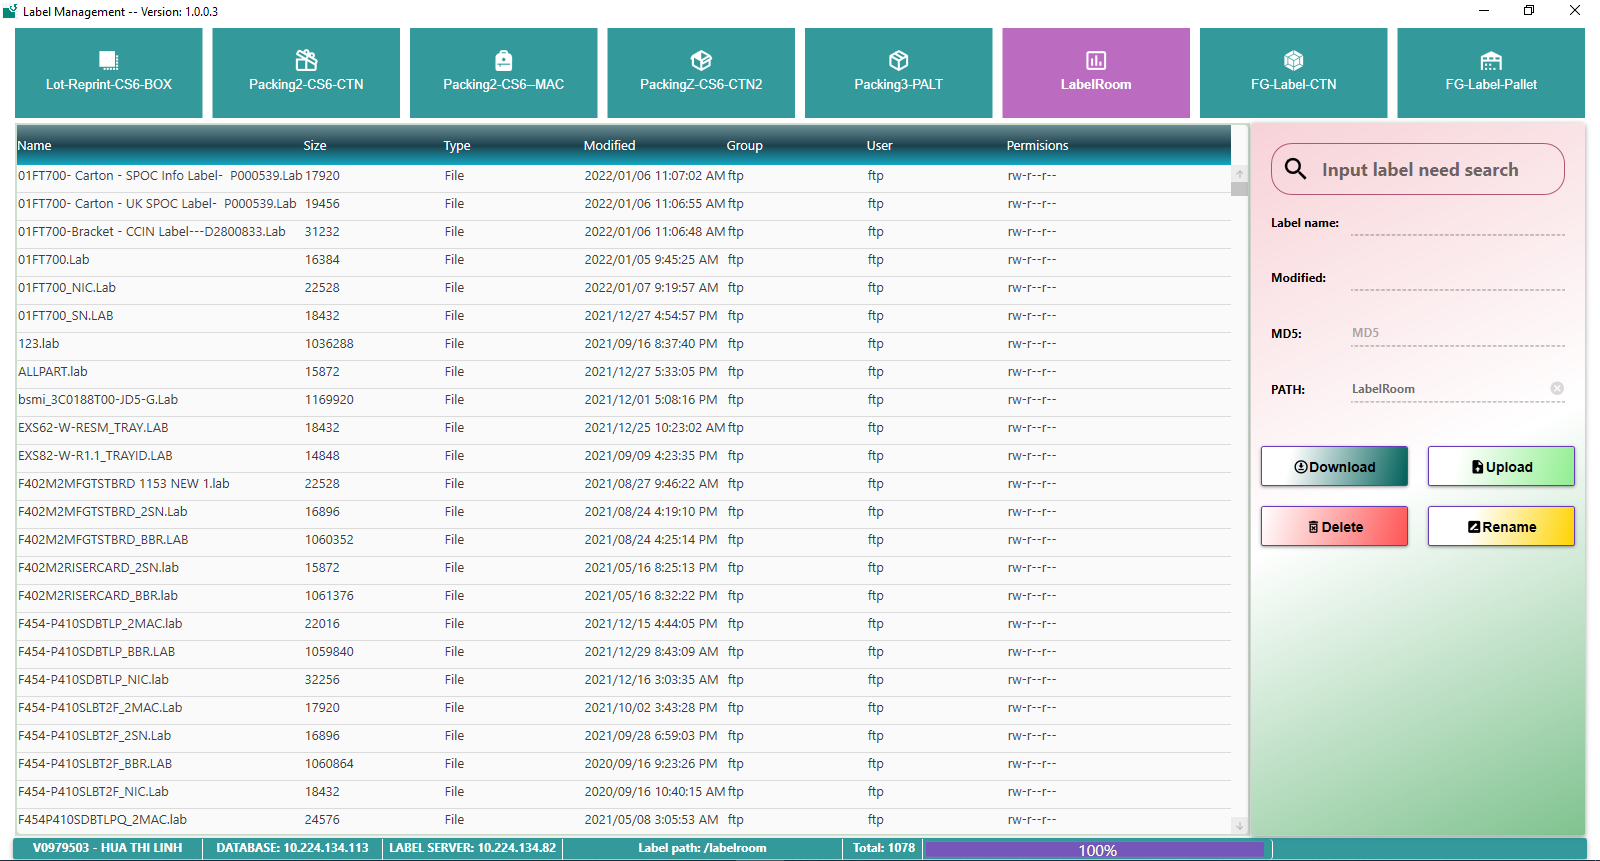 Label Management -- Version: 1.0.0.3
Lot-Reprint-CS6-BOX Packing2-CS6-CTN Packing2-CS6--MAC PackingZ-CS6-CTN2 Packing3-PALT LabelRoom FG-Label-CTN FG-Label-Pallet
Name Size Type Modified Group User Permisions
01FT700- Carton - SPOC Info Label-  P000539.Lab 17920 File 2022/01/06 11:07:02 AM ftp ftp rw-r--r--
01FT700- Carton - UK SPOC Label-  P000539.Lab 19456 File 2022/01/06 11:06:55 AM ftp ftp rw-r--r--
01FT700-Bracket - CCIN Label---D2800833.Lab 31232 File 2022/01/06 11:06:48 AM ftp ftp rw-r--r--
01FT700.Lab 16384 File 2022/01/05 9:45:25 AM ftp ftp rw-r--r--
01FT700_NIC.Lab 22528 File 2022/01/07 9:19:57 AM ftp ftp rw-r--r--
01FT700_SN.LAB 18432 File 2021/12/27 4:54:57 PM ftp ftp rw-r--r--
123.lab 1036288 File 2021/09/16 8:37:40 PM ftp ftp rw-r--r--
ALLPART.lab 15872 File 2021/12/27 5:33:05 PM ftp ftp rw-r--r--
bsmi_3C0188T00-JD5-G.Lab 1169920 File 2021/12/01 5:08:16 PM ftp ftp rw-r--r--
EXS62-W-RESM_TRAY.LAB 18432 File 2021/12/25 10:23:02 AM ftp ftp rw-r--r--
EXS82-W-R1.1_TRAYID.LAB 14848 File 2021/09/09 4:23:35 PM ftp ftp rw-r--r--
F402M2MFGTSTBRD 1153 NEW 1.lab 22528 File 2021/08/27 9:46:22 AM ftp ftp rw-r--r--
F402M2MFGTSTBRD_2SN.Lab 16896 File 2021/08/24 4:19:10 PM ftp ftp rw-r--r--
F402M2MFGTSTBRD_BBR.LAB 1060352 File 2021/08/24 4:25:14 PM ftp ftp rw-r--r--
F402M2RISERCARD_2SN.lab 15872 File 2021/05/16 8:25:13 PM ftp ftp rw-r--r--
F402M2RISERCARD_BBR.lab 1061376 File 2021/05/16 8:32:22 PM ftp ftp rw-r--r--
F454-P410SDBTLP_2MAC.lab 22016 File 2021/12/15 4:44:05 PM ftp ftp rw-r--r--
F454-P410SDBTLP_BBR.LAB 1059840 File 2021/12/29 8:43:09 AM ftp ftp rw-r--r--
F454-P410SDBTLP_NIC.lab 32256 File 2021/12/16 3:03:35 AM ftp ftp rw-r--r--
F454-P410SLBT2F_2MAC.Lab 17920 File 2021/10/02 3:43:28 PM ftp ftp rw-r--r--
F454-P410SLBT2F_2SN.Lab 16896 File 2021/09/28 6:59:03 PM ftp ftp rw-r--r--
F454-P410SLBT2F_BBR.LAB 1060864 File 2020/09/16 9:23:26 PM ftp ftp rw-r--r--
F454-P410SLBT2F_NIC.Lab 18432 File 2020/09/16 10:40:15 AM ftp ftp rw-r--r--
F454P410SDBTLPQ_2MAC.lab 24576 File 2021/05/08 3:05:53 AM ftp ftp rw-r--r--
Input label need search
Label name:
Modified:
MD5: MD5
PATH: LabelRoom
Download Upload
Delete Rename
V0979503 - HUA THI LINH DATABASE: 10.224.134.113 LABEL SERVER: 10.224.134.82 Label path: /labelroom Total: 1078 100%